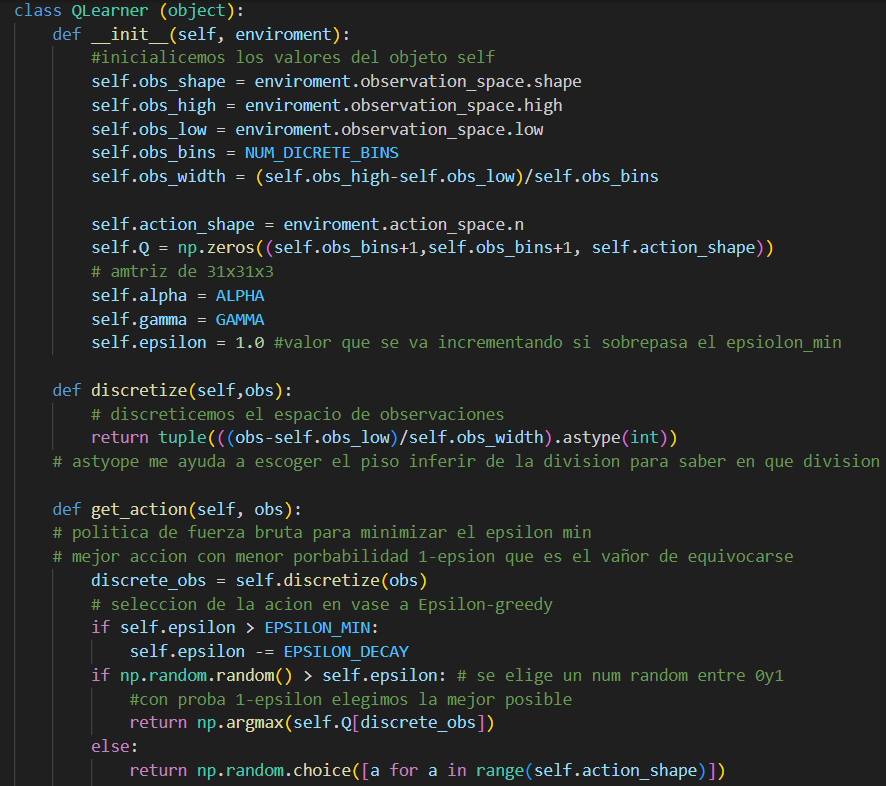 class QLearner (object):
    def __init__(self, enviroment):
        #inicialicemos los valores del objeto self
        self.obs_shape = enviroment.observation_space.shape
        self.obs_high = enviroment.observation_space.high
        self.obs_low = enviroment.observation_space.low
        self.obs_bins = NUM_DICRETE_BINS
        self.obs_width = (self.obs_high-self.obs_low)/self.obs_bins

        self.action_shape = enviroment.action_space.n
        self.Q = np.zeros((self.obs_bins+1,self.obs_bins+1, self.action_shape))
        # amtriz de 31x31x3
        self.alpha = ALPHA
        self.gamma = GAMMA
        self.epsilon = 1.0 #valor que se va incrementando si sobrepasa el epsiolon_min

    def discretize(self,obs):
        # discreticemos el espacio de observaciones
        return tuple(((obs-self.obs_low)/self.obs_width).astype(int))
    # astyope me ayuda a escoger el piso inferir de la division para saber en que division

    def get_action(self, obs):
    # politica de fuerza bruta para minimizar el epsilon min
    # mejor accion con menor porbabilidad 1-epsion que es el vañor de equivocarse
        discrete_obs = self.discretize(obs)
        # seleccion de la acion en vase a Epsilon-greedy
        if self.epsilon > EPSILON_MIN:
            self.epsilon -= EPSILON_DECAY
        if np.random.random() > self.epsilon: # se elige un num random entre 0y1
            #con proba 1-epsilon elegimos la mejor posible
            return np.argmax(self.Q[discrete_obs])
        else:
            return np.random.choice([a for a in range(self.action_shape)])